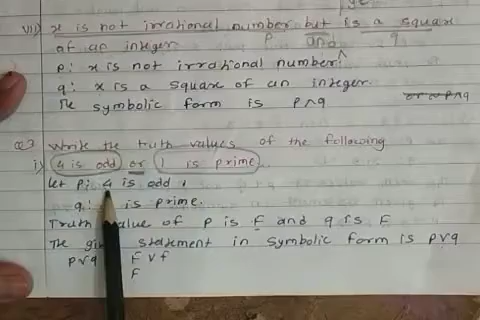 vii) x is not irrational number but is a square
of an integer. p and q
p: x is not irrational number.
q: x is a square of an integer.
The symbolic form is p∧q
Q3 Write the truth values of the following
i) 4 is odd or 1 is prime
Let p: 4 is odd
q: is prime.
Truth value of p is F and q is F
The statement in symbolic form is p∨q
p∨q F∨f
F